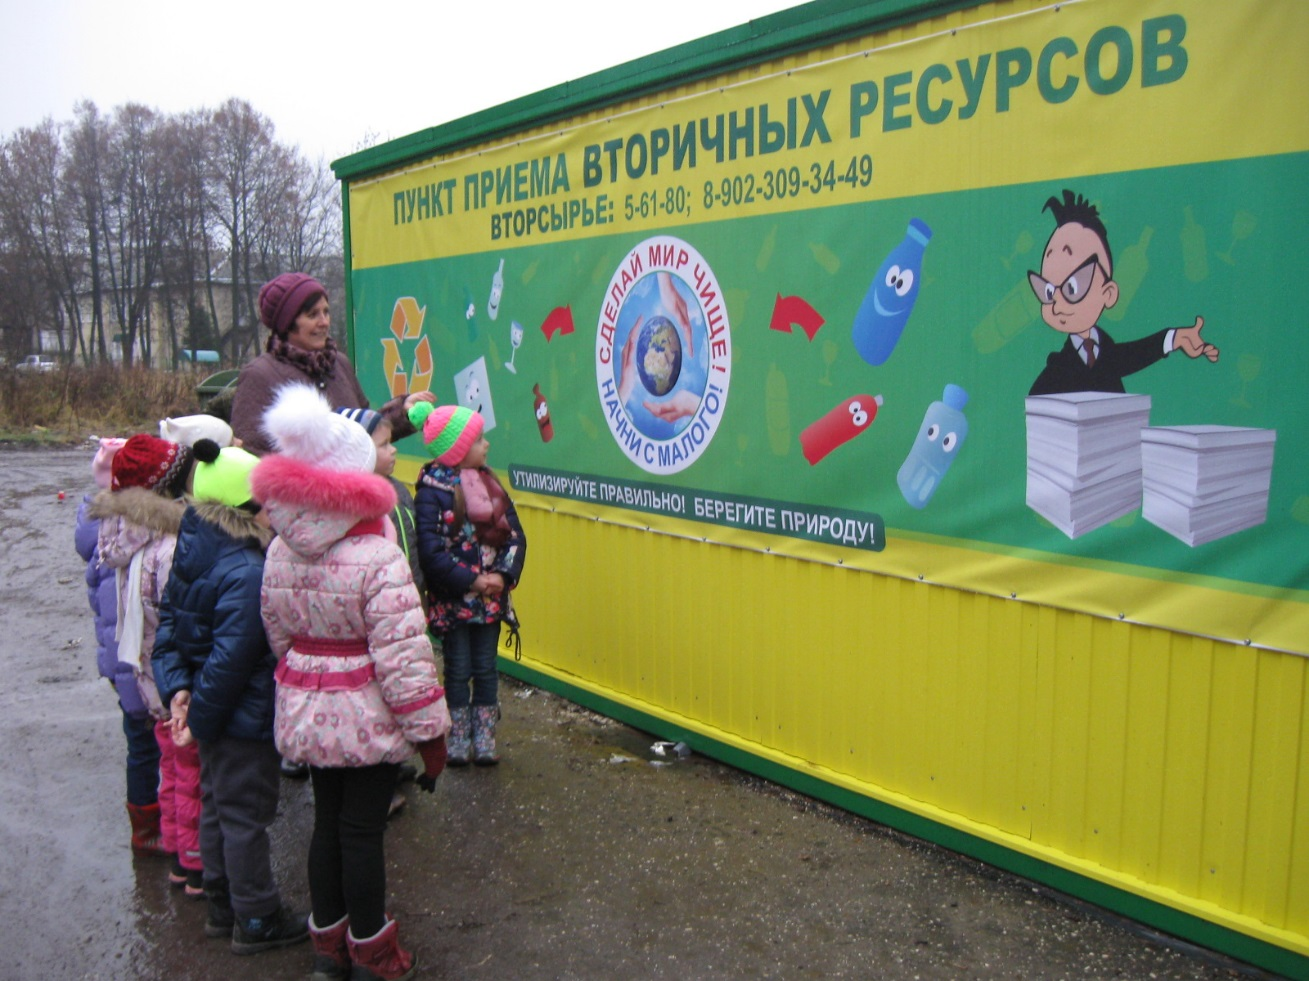 ПУНКТ ПРИЕМА ВТОРИЧНЫХ РЕСУРСОВ
ВТОРСЫРЬЕ: 5-61-80; 8-902-309-34-49
СДЕЛАЙ МИР ЧИЩЕ!
НАЧНИ С МАЛОГО!
УТИЛИЗИРУЙТЕ ПРАВИЛЬНО! БЕРЕГИТЕ ПРИРОДУ!